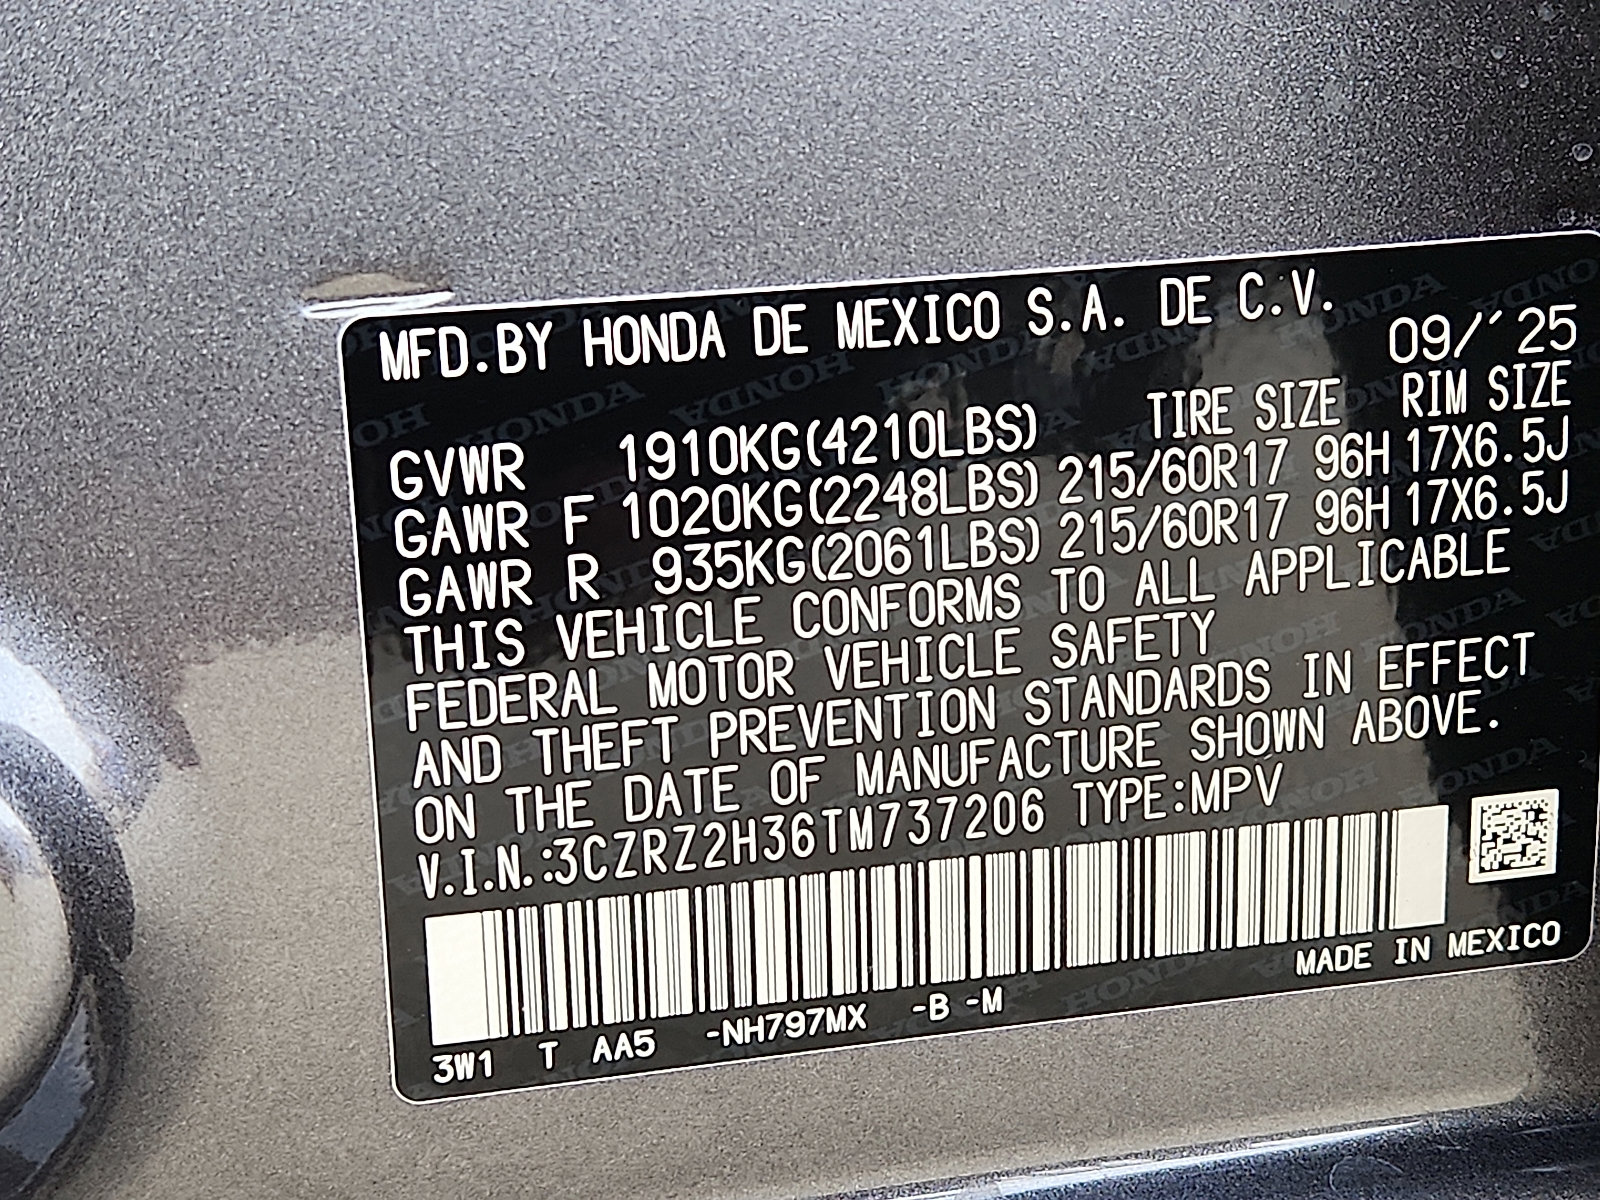 MFD.BY HONDA DE MEXICO S.A. DE C.V.
09/´25
TIRE SIZE RIM SIZE
GVWR 1910KG(4210LBS)
GAWR F 1020KG(2248LBS) 215/60R17 96H 17X6.5J
GAWR R 935KG(2061LBS) 215/60R17 96H 17X6.5J
THIS VEHICLE CONFORMS TO ALL APPLICABLE
FEDERAL MOTOR VEHICLE SAFETY
AND THEFT PREVENTION STANDARDS IN EFFECT
ON THE DATE OF MANUFACTURE SHOWN ABOVE.
V.I.N.:3CZRZ2H36TM737206 TYPE:MPV
MADE IN MEXICO
3W1 T AA5 -NH797MX -B -M